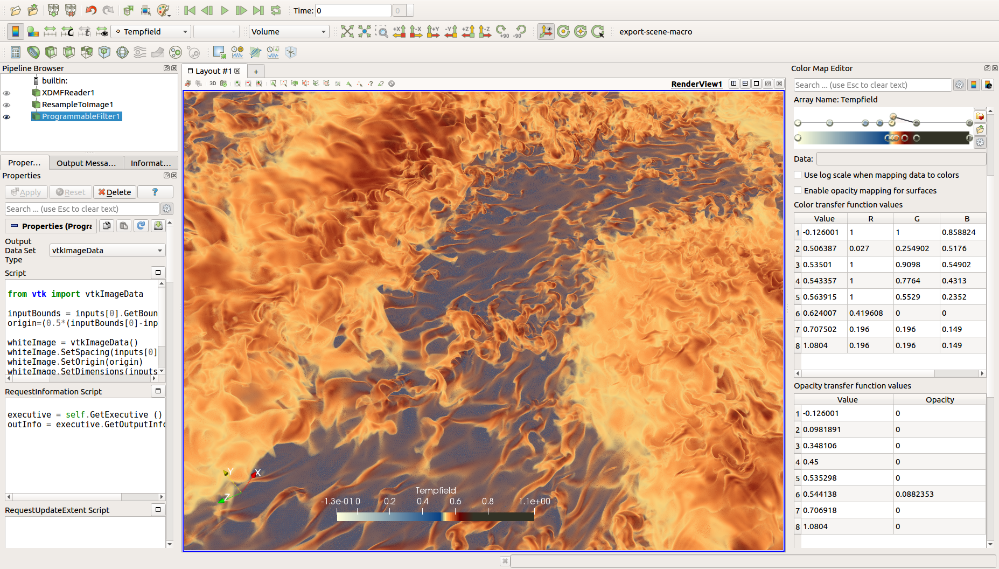 Time: 0
0
Tempfield
Volume
+X
-X
+Y
-Y
+Z
-Z
+90
-90
export-scene-macro
Pipeline Browser
builtin:
XDMFReader1
ResampleToImage1
ProgrammableFilter1
Proper...
Output Messa...
Informat...
Properties
Apply
Reset
Delete
?
Search ... (use Esc to clear text)
Properties (Progra
Output
Data Set
Type
vtkImageData
Script
from vtk import vtkImageData
inputBounds = inputs[0].GetBoun
origin=(0.5*(inputBounds[0]-inp
whiteImage = vtkImageData()
whiteImage.SetSpacing(inputs[0]
whiteImage.SetOrigin(origin)
whiteImage.SetDimensions(inputs
RequestInformation Script
executive = self.GetExecutive ()
outInfo = executive.GetOutputInfo
RequestUpdateExtent Script
Layout #1
+
3D
RenderView1
Y
X
Z
Tempfield
-1.3e-01 0 0.2 0.4 0.6 0.8 1.1e+00
Color Map Editor
Search ... (use Esc to clear text)
Array Name: Tempfield
Data:
Use log scale when mapping data to colors
Enable opacity mapping for surfaces
Color transfer function values
Value R G B
1 -0.126001 1 1 0.858824
2 0.506387 0.027 0.254902 0.5176
3 0.53501 1 0.9098 0.54902
4 0.543357 1 0.7764 0.4313
5 0.563915 1 0.5529 0.2352
6 0.624007 0.419608 0 0
7 0.707502 0.196 0.196 0.149
8 1.0804 0.196 0.196 0.149
Opacity transfer function values
Value Opacity
1 -0.126001 0
2 0.0981891 0
3 0.348106 0
4 0.45 0
5 0.535298 0
6 0.544138 0.0882353
7 0.706918 0
8 1.0804 0